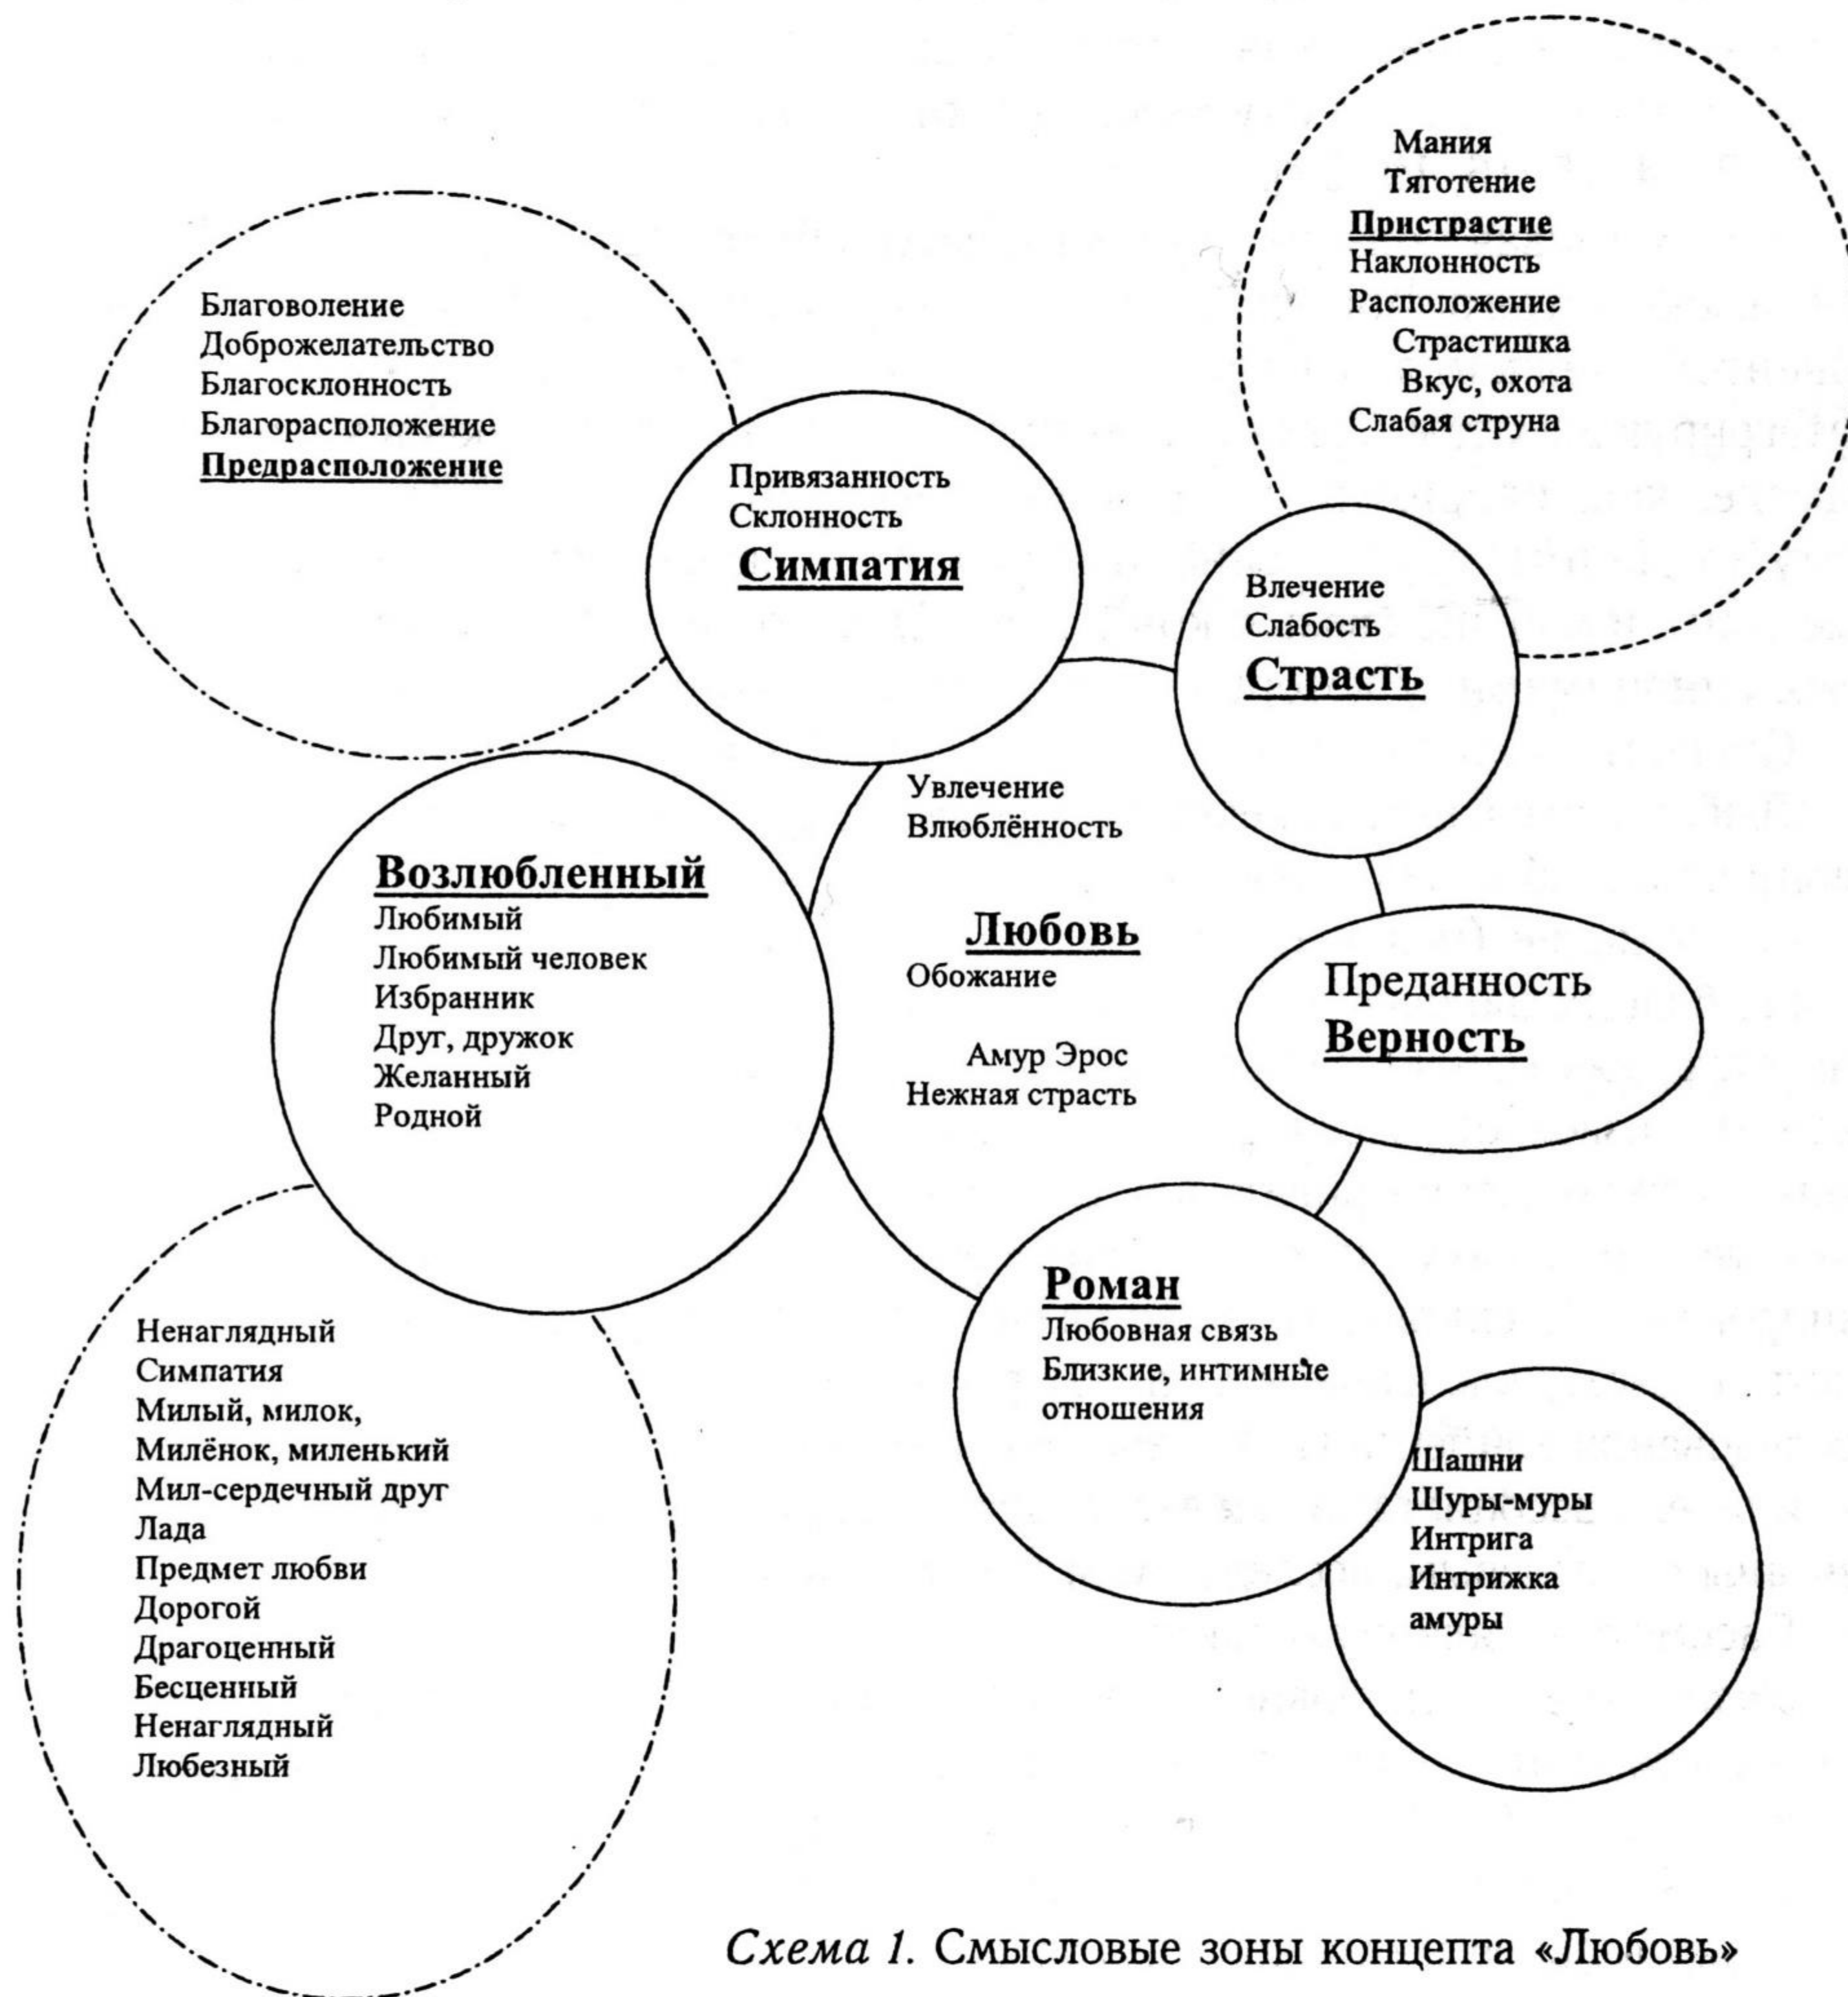 Мания
Тяготение
Пристрастие
Наклонность
Расположение
Страстишка
Вкус, охота
Слабая струна
Благоволение
Доброжелательство
Благосклонность
Благорасположение
Предрасположение
Привязанность
Склонность
Симпатия
Влечение
Слабость
Страсть
Увлечение
Влюблённость
Любовь
Обожание
Амур Эрос
Нежная страсть
Возлюбленный
Любимый
Любимый человек
Избранник
Друг, дружок
Желанный
Родной
Преданность
Верность
Роман
Любовная связь
Близкие, интимные
отношения
Шашни
Шуры-муры
Интрига
Интрижка
амуры
Ненаглядный
Симпатия
Милый, милок,
Милёнок, миленький
Мил-сердечный друг
Лада
Предмет любви
Дорогой
Драгоценный
Бесценный
Ненаглядный
Любезный
Схема 1. Смысловые зоны концепта «Любовь»